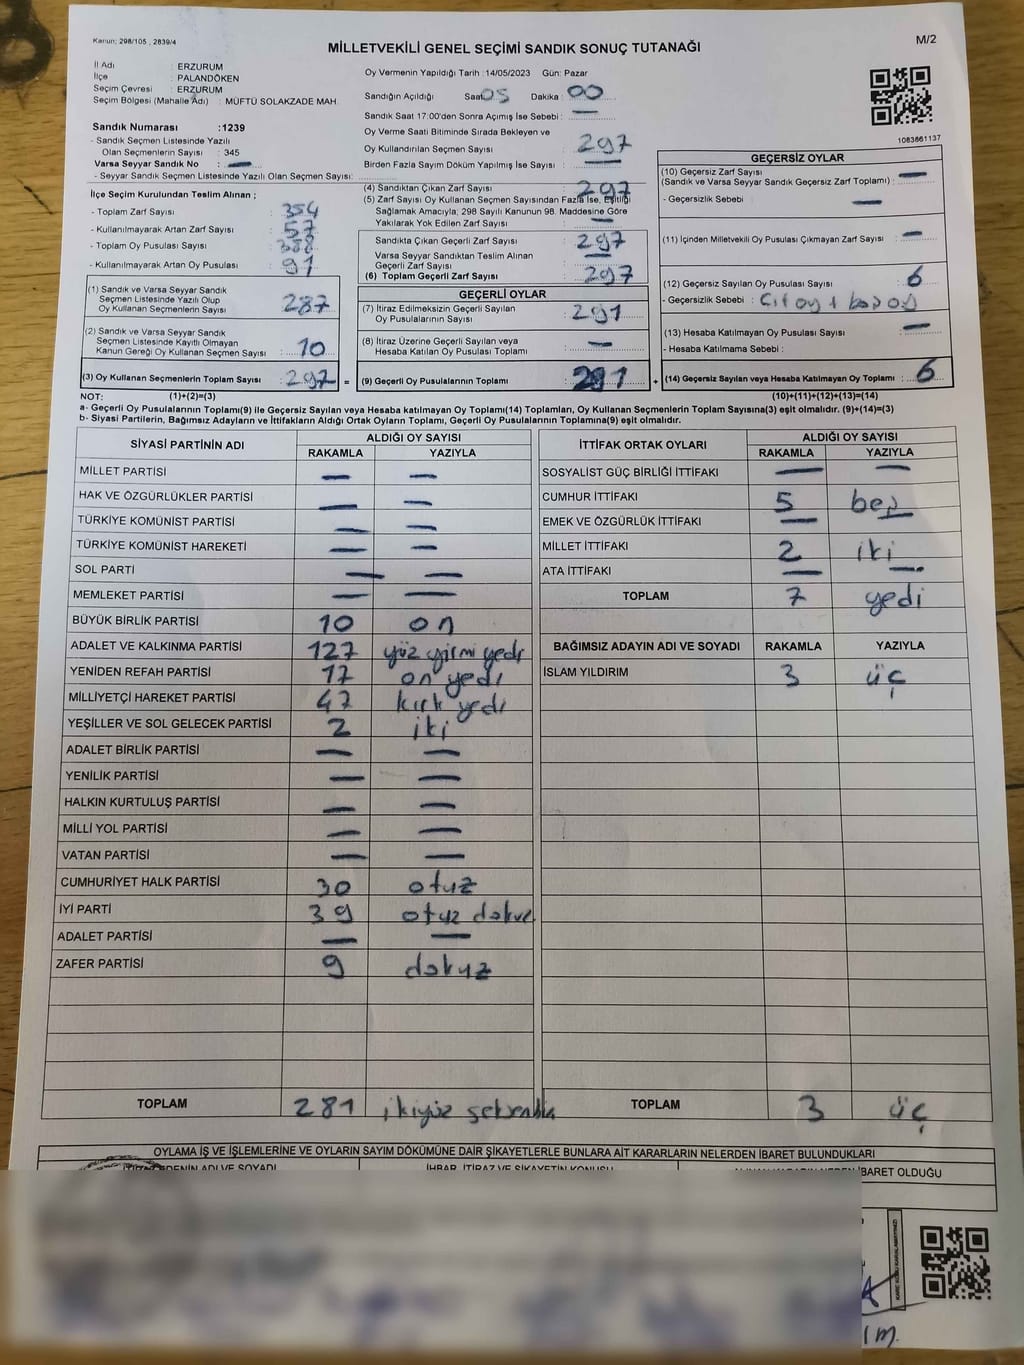 Kanun: 298/105 , 2839/4
MİLLETVEKİLİ GENEL SEÇİMİ SANDIK SONUÇ TUTANAĞI
M/2
İl Adı : ERZURUM
İlçe : PALANDÖKEN
Seçim Çevresi : ERZURUM
Seçim Bölgesi (Mahalle Adı) : MÜFTÜ SOLAKZADE MAH.
Sandık Numarası :1239
- Sandık Seçmen Listesinde Yazılı
Olan Seçmenlerin Sayısı : 345
Varsa Seyyar Sandık No : —
- Seyyar Sandık Seçmen Listesinde Yazılı Olan Seçmen Sayısı:
İlçe Seçim Kurulundan Teslim Alınan ;
- Toplam Zarf Sayısı : 354
- Kullanılmayarak Artan Zarf Sayısı : 57
- Toplam Oy Pusulası Sayısı : 388
- Kullanılmayarak Artan Oy Pusulası : 91
(1) Sandık ve Varsa Seyyar Sandık
Seçmen Listesinde Yazılı Olup
Oy Kullanan Seçmenlerin Sayısı : 287
(2) Sandık ve Varsa Seyyar Sandık
Seçmen Listesinde Kayıtlı Olmayan
Kanun Gereği Oy Kullanan Seçmen Sayısı : 10
(3) Oy Kullanan Seçmenlerin Toplam Sayısı : 297 =
Oy Vermenin Yapıldığı Tarih :14/05/2023 Gün: Pazar
Sandığın Açıldığı Saat 05 Dakika : 00
Sandık Saat 17:00'den Sonra Açımış İse Sebebi : —
Oy Verme Saati Bitiminde Sırada Bekleyen ve
Oy Kullandırılan Seçmen Sayısı : 297
Birden Fazla Sayım Döküm Yapılmış İse Sayısı : —
(4) Sandıktan Çıkan Zarf Sayısı : 297
(5) Zarf Sayısı Oy Kullanan Seçmen Sayısından Fazla İse, Eşitliği
Sağlamak Amacıyla; 298 Sayılı Kanunun 98. Maddesine Göre
Yakılarak Yok Edilen Zarf Sayısı : —
Sandıkta Çıkan Geçerli Zarf Sayısı : 297
Varsa Seyyar Sandıktan Teslim Alınan
Geçerli Zarf Sayısı : —
(6) Toplam Geçerli Zarf Sayısı : 297
GEÇERLİ OYLAR
(7) İtiraz Edilmeksizin Geçerli Sayılan
Oy Pusulalarının Sayısı : 291
(8) İtiraz Üzerine Geçerli Sayılan veya
Hesaba Katılan Oy Pusulası Toplamı : —
(9) Geçerli Oy Pusulalarının Toplamı : 291 +
1083861137
GEÇERSİZ OYLAR
(10) Geçersiz Zarf Sayısı
(Sandık ve Varsa Seyyar Sandık Geçersiz Zarf Toplamı) : —
- Geçersizlik Sebebi : —
(11) İçinden Milletvekili Oy Pusulası Çıkmayan Zarf Sayısı : —
(12) Geçersiz Sayılan Oy Pusulası Sayısı : 6
- Geçersizlik Sebebi :
(13) Hesaba Katılmayan Oy Pusulası Sayısı : —
- Hesaba Katılmama Sebebi :
(14) Geçersiz Sayılan veya Hesaba Katılmayan Oy Toplamı : 6
NOT: (1)+(2)=(3) (10)+(11)+(12)+(13)=(14)
a- Geçerli Oy Pusulalarının Toplamı(9) ile Geçersiz Sayılan veya Hesaba katılmayan Oy Toplamı(14) Toplamları, Oy Kullanan Seçmenlerin Toplam Sayısına(3) eşit olmalıdır. (9)+(14)=(3)
b- Siyasi Partilerin, Bağımsız Adayların ve İttifakların Aldığı Ortak Oyların Toplamı, Geçerli Oy Pusulalarının Toplamına(9) eşit olmalıdır.
SİYASİ PARTİNİN ADI ALDIĞI OY SAYISI
RAKAMLA YAZIYLA
MİLLET PARTİSİ — —
HAK VE ÖZGÜRLÜKLER PARTİSİ — —
TÜRKİYE KOMÜNİST PARTİSİ — —
TÜRKİYE KOMÜNİST HAREKETİ — —
SOL PARTİ — —
MEMLEKET PARTİSİ — —
BÜYÜK BİRLİK PARTİSİ 10 on
ADALET VE KALKINMA PARTİSİ 127 yüz yirmi yedi
YENİDEN REFAH PARTİSİ 17 on yedi
MİLLİYETÇİ HAREKET PARTİSİ 47 kırk yedi
YEŞİLLER VE SOL GELECEK PARTİSİ 2 iki
ADALET BİRLİK PARTİSİ — —
YENİLİK PARTİSİ — —
HALKIN KURTULUŞ PARTİSİ — —
MİLLİ YOL PARTİSİ — —
VATAN PARTİSİ — —
CUMHURİYET HALK PARTİSİ 30 otuz
İYİ PARTİ 39 otuz dokuz
ADALET PARTİSİ — —
ZAFER PARTİSİ 9 dokuz
TOPLAM 281 ikiyüz seksenbir
İTTİFAK ORTAK OYLARI ALDIĞI OY SAYISI
RAKAMLA YAZIYLA
SOSYALİST GÜÇ BİRLİĞİ İTTİFAKI — —
CUMHUR İTTİFAKI 5 beş
EMEK VE ÖZGÜRLÜK İTTİFAKI — —
MİLLET İTTİFAKI 2 iki
ATA İTTİFAKI — —
TOPLAM 7 yedi
BAĞIMSIZ ADAYIN ADI VE SOYADI RAKAMLA YAZIYLA
İSLAM YILDIRIM 3 üç
TOPLAM 3 üç
OYLAMA İŞ VE İŞLEMLERİNE VE OYLARIN SAYIM DÖKÜMÜNE DAİR ŞİKAYETLERLE BUNLARA AİT KARARLARIN NELERDEN İBARET BULUNDUKLARI
İHBAR, İTİRAZ VE ŞİKAYETİN KONUSU
İBARET OLDUĞU